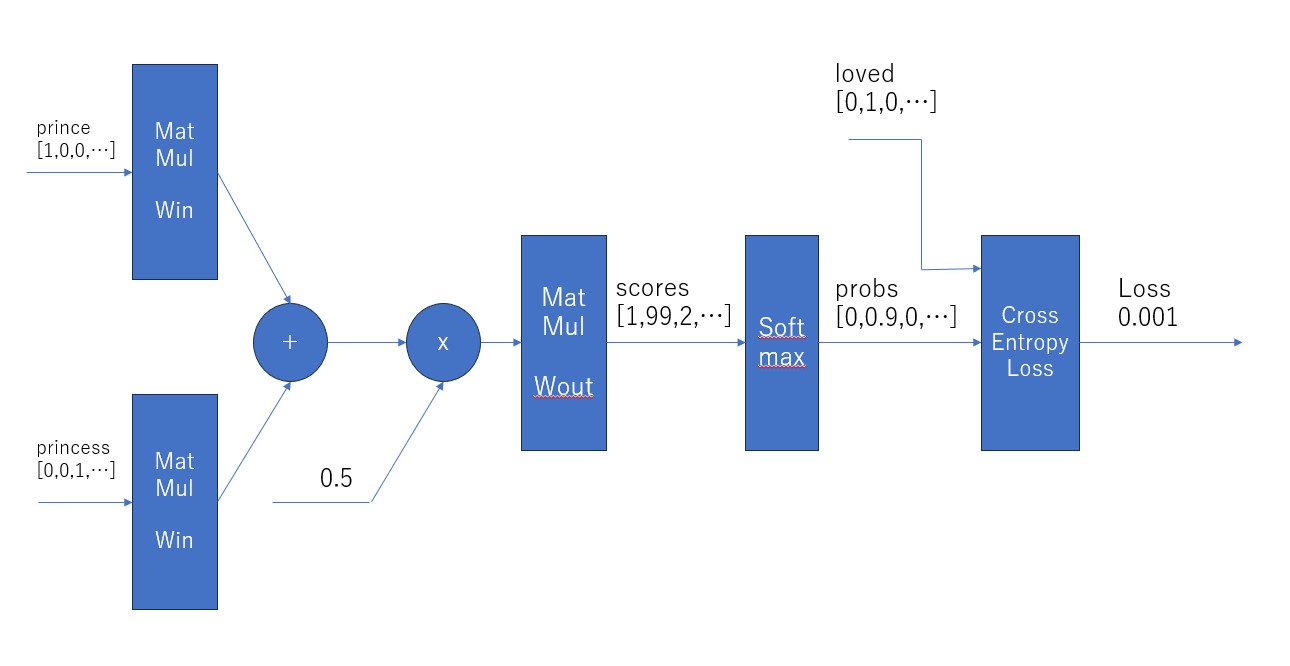 prince
[1,0,0,⋯]
Mat
Mul
Win
princess
[0,0,1,⋯]
Mat
Mul
Win
+
0.5
x
Mat
Mul
Wout
scores
[1,99,2,⋯]
Soft
max
probs
[0,0.9,0,⋯]
loved
[0,1,0,⋯]
Cross
Entropy
Loss
Loss
0.001